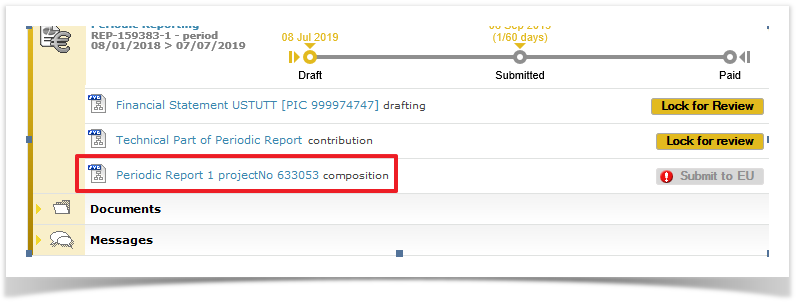 Periodic Reporting
REP-159383-1 - period
08/01/2018 > 07/07/2019
08 Jul 2019
06 Sep 2019
(1/60 days)
Draft
Submitted
Paid
Financial Statement USTUTT [PIC 999974747] drafting
Lock for Review
Technical Part of Periodic Report contribution
Lock for review
Periodic Report 1 projectNo 633053 composition
Submit to EU
Documents
Messages